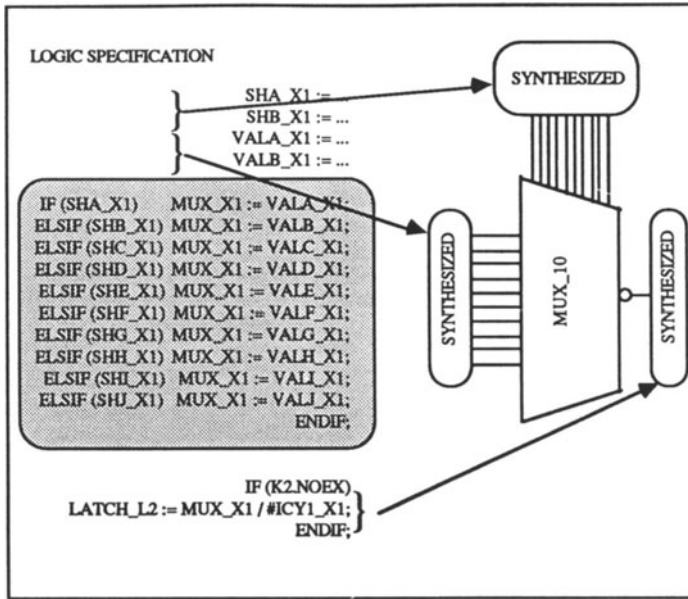 LOGIC SPECIFICATION
SYNTHESIZED
SHA_X1 := ...
SHB_X1 := ...
VALA_X1 := ...
VALB_X1 := ...
IF (SHA_X1) MUX_X1 := VALA_X1;
ELSIF (SHB_X1) MUX_X1 := VALB_X1;
ELSIF (SHC_X1) MUX_X1 := VALC_X1;
ELSIF (SHD_X1) MUX_X1 := VALD_X1;
ELSIF (SHE_X1) MUX_X1 := VALE_X1;
ELSIF (SHF_X1) MUX_X1 := VALF_X1;
ELSIF (SHG_X1) MUX_X1 := VALG_X1;
ELSIF (SHH_X1) MUX_X1 := VALH_X1;
ELSIF (SHI_X1) MUX_X1 := VALI_X1;
ELSIF (SHJ_X1) MUX_X1 := VALJ_X1;
ENDIF;
SYNTHESIZED
MUX_10
SYNTHESIZED
IF (K2.NOEX)
LATCH_L2 := MUX_X1 / #ICY1_X1;
ENDIF;